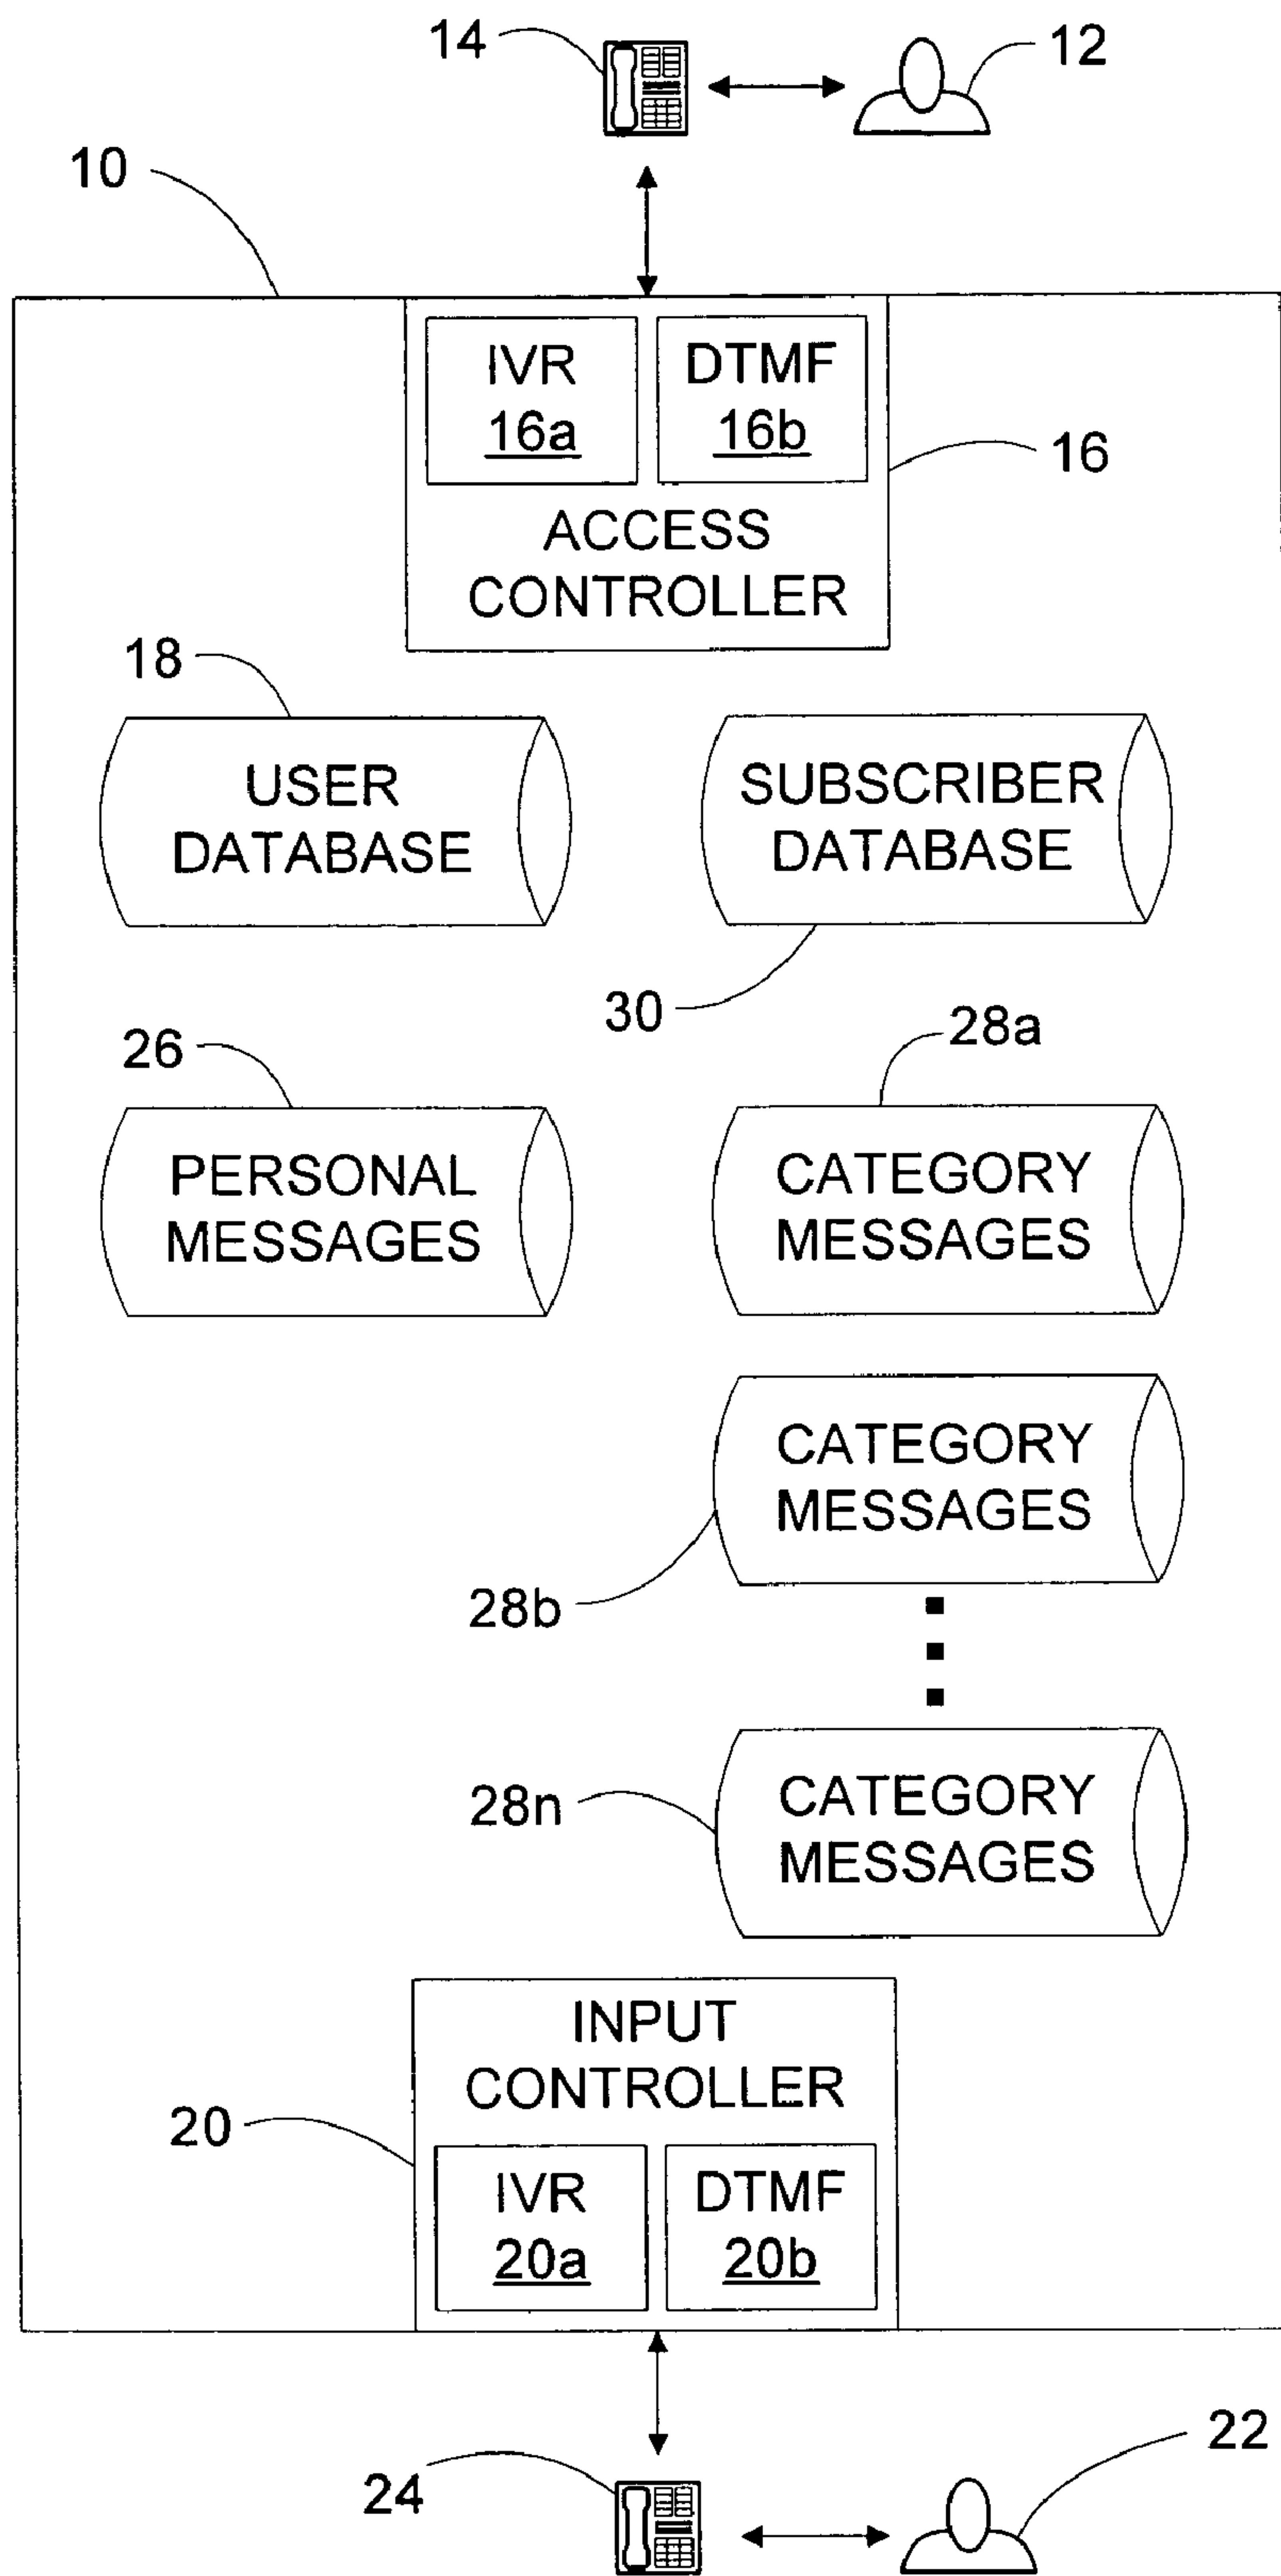 14
12
10
IVR
16a
DTMF
16b
16
ACCESS
CONTROLLER
18
USER
DATABASE
SUBSCRIBER
DATABASE
30
26
28a
PERSONAL
MESSAGES
CATEGORY
MESSAGES
CATEGORY
MESSAGES
28b
28n
CATEGORY
MESSAGES
INPUT
CONTROLLER
20
IVR
20a
DTMF
20b
24
22